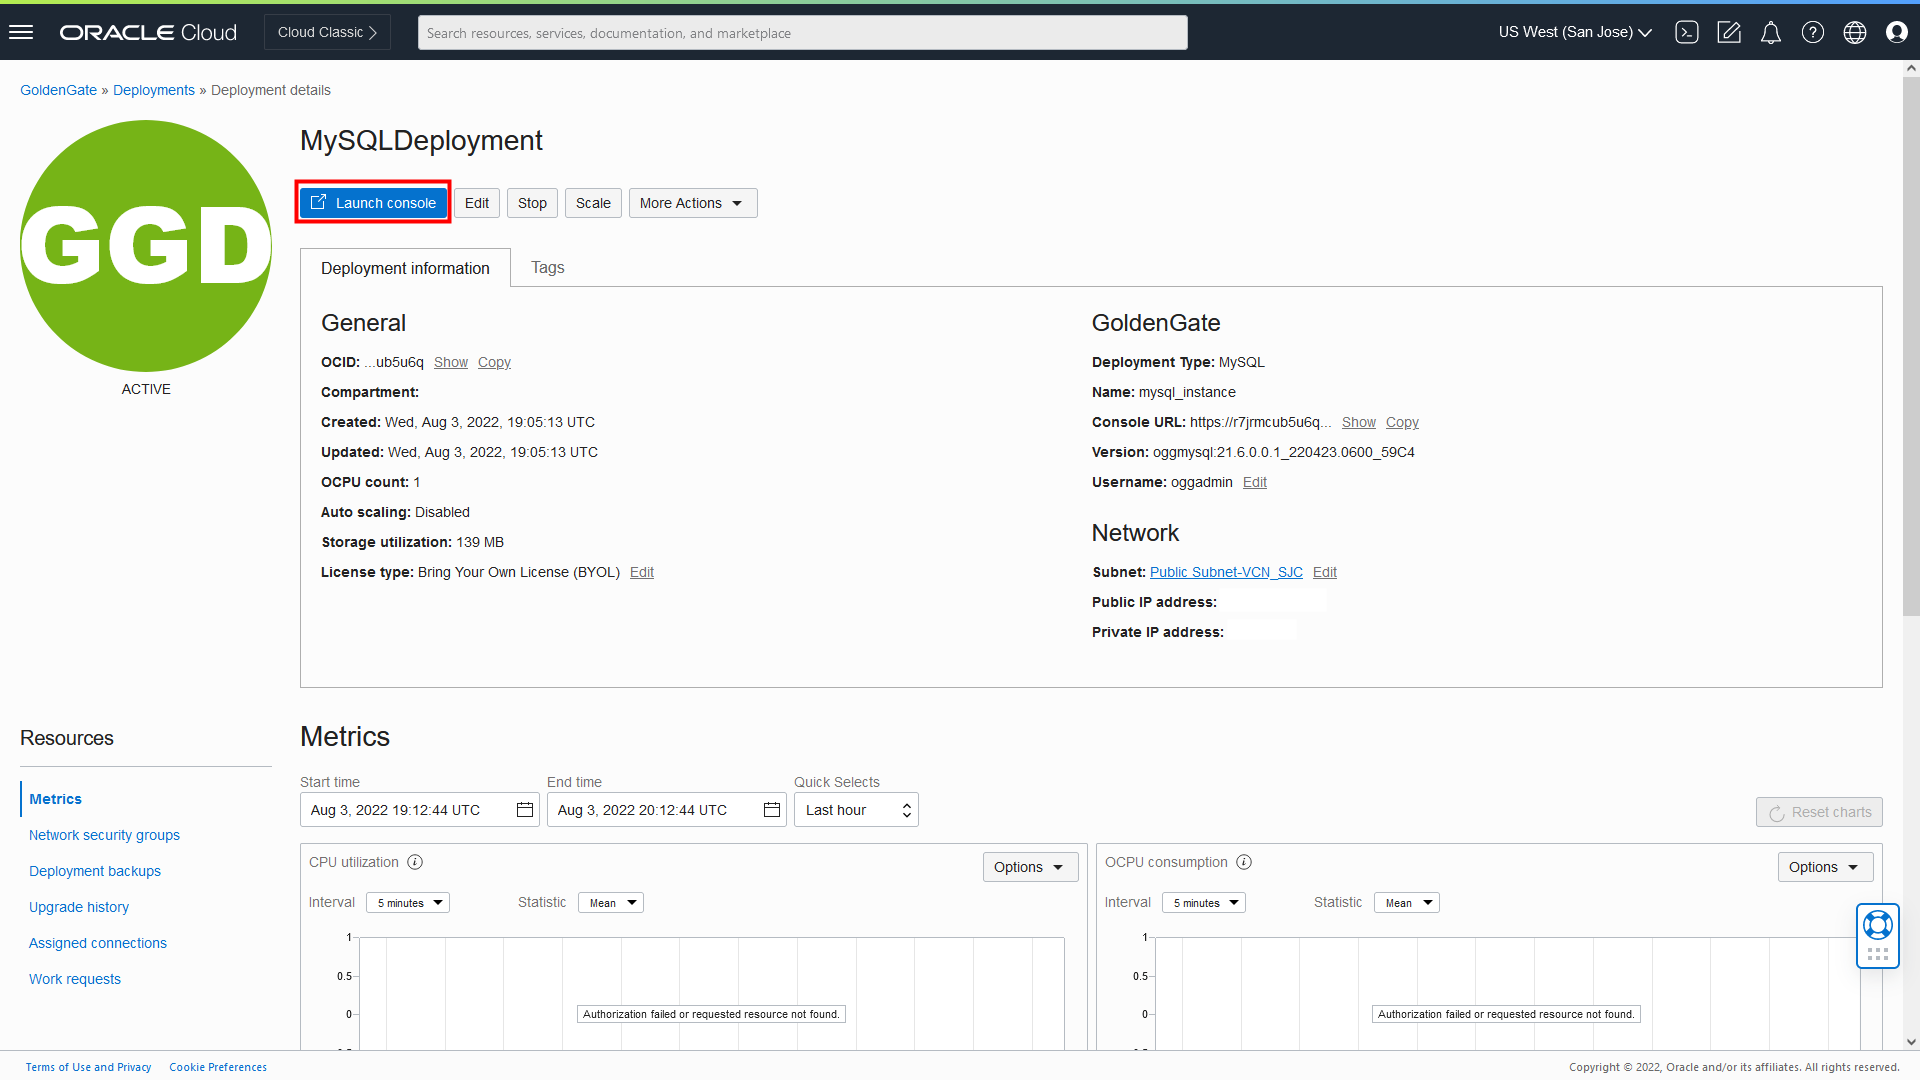 ORACLE Cloud
Cloud Classic
Search resources, services, documentation, and marketplace
US West (San Jose)
GoldenGate » Deployments » Deployment details
GGD
ACTIVE
MySQLDeployment
Launch console
Edit
Stop
Scale
More Actions
Deployment information
Tags
General
OCID: ...ub5u6q Show Copy
Compartment:
Created: Wed, Aug 3, 2022, 19:05:13 UTC
Updated: Wed, Aug 3, 2022, 19:05:13 UTC
OCPU count: 1
Auto scaling: Disabled
Storage utilization: 139 MB
License type: Bring Your Own License (BYOL) Edit
GoldenGate
Deployment Type: MySQL
Name: mysql_instance
Console URL: https://r7jrmcub5u6q... Show Copy
Version: oggmysql:21.6.0.0.1_220423.0600_59C4
Username: oggadmin Edit
Network
Subnet: Public Subnet-VCN_SJC Edit
Public IP address:
Private IP address:
Resources
Metrics
Network security groups
Deployment backups
Upgrade history
Assigned connections
Work requests
Metrics
Start time
Aug 3, 2022 19:12:44 UTC
End time
Aug 3, 2022 20:12:44 UTC
Quick Selects
Last hour
Reset charts
CPU utilization
Options
Interval 5 minutes
Statistic Mean
1
0.5
0
Authorization failed or requested resource not found.
OCPU consumption
Options
Interval 5 minutes
Statistic Mean
1
0.5
0
Authorization failed or requested resource not found.
Terms of Use and Privacy
Cookie Preferences
Copyright © 2022, Oracle and/or its affiliates. All rights reserved.